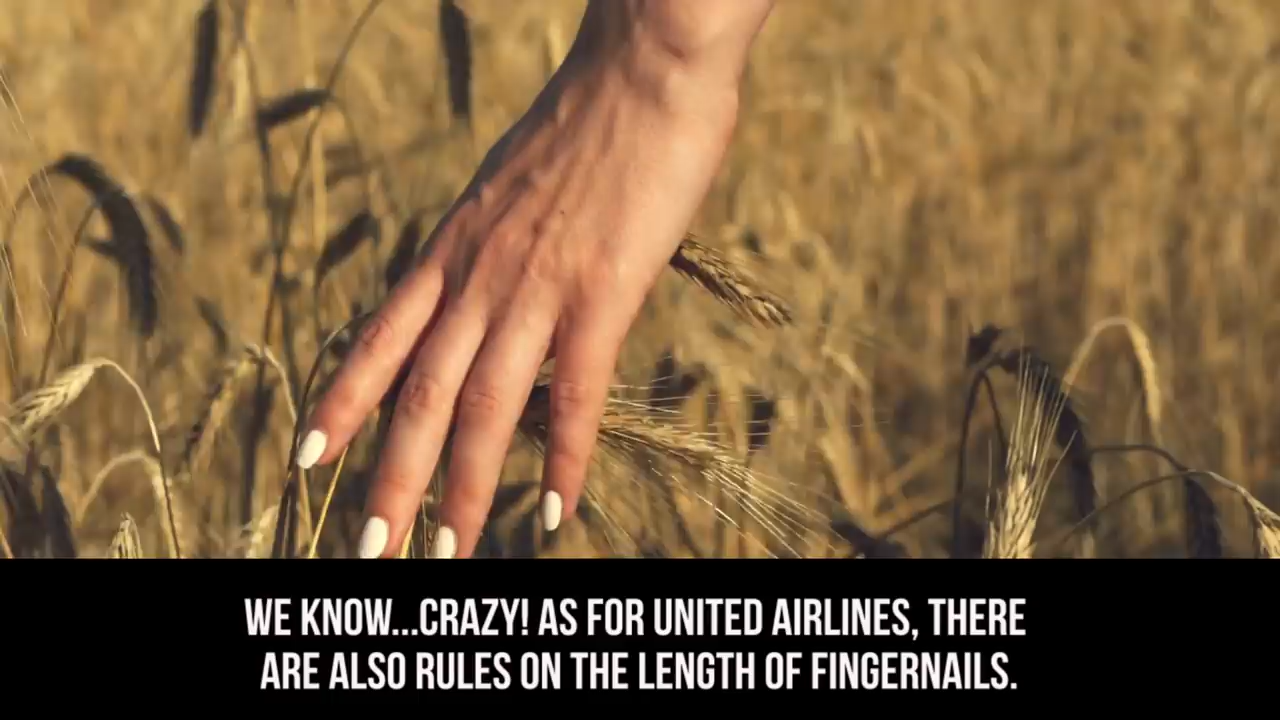 WE KNOW...CRAZY! AS FOR UNITED AIRLINES, THERE
ARE ALSO RULES ON THE LENGTH OF FINGERNAILS.